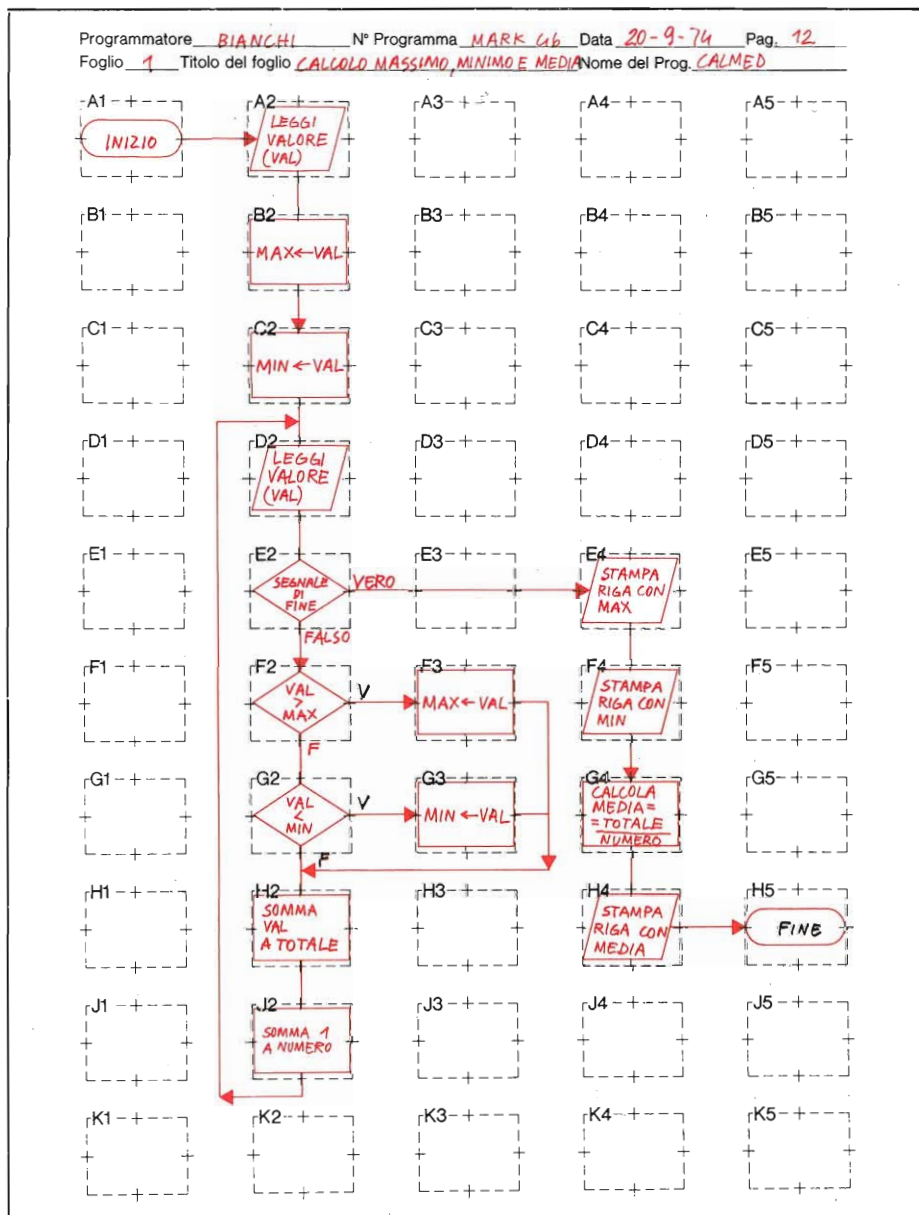 Programmatore BIANCHI N° Programma MARK 4b Data 20-9-74 Pag. 12
Foglio 1 Titolo del foglio CALCOLO MASSIMO, MINIMO E MEDIA Nome del Prog. CALMED
A1 A2 A3 A4 A5
INIZIO
LEGGI
VALORE
(VAL)
B1 B2 B3 B4 B5
MAX←VAL
C1 C2 C3 C4 C5
MIN←VAL
D1 D2 D3 D4 D5
LEGGI
VALORE
(VAL)
E1 E2 E3 E4 E5
SEGNALE
DI
FINE
VERO
FALSO
STAMPA
RIGA CON
MAX
F1 F2 F3 F4 F5
VAL
>
MAX
V
F
MAX←VAL
STAMPA
RIGA CON
MIN
G1 G2 G3 G4 G5
VAL
<
MIN
V
F
MIN←VAL
CALCOLA
MEDIA=
=TOTALE
NUMERO
H1 H2 H3 H4 H5
SOMMA
VAL
A TOTALE
STAMPA
RIGA CON
MEDIA
FINE
J1 J2 J3 J4 J5
SOMMA 1
A NUMERO
K1 K2 K3 K4 K5